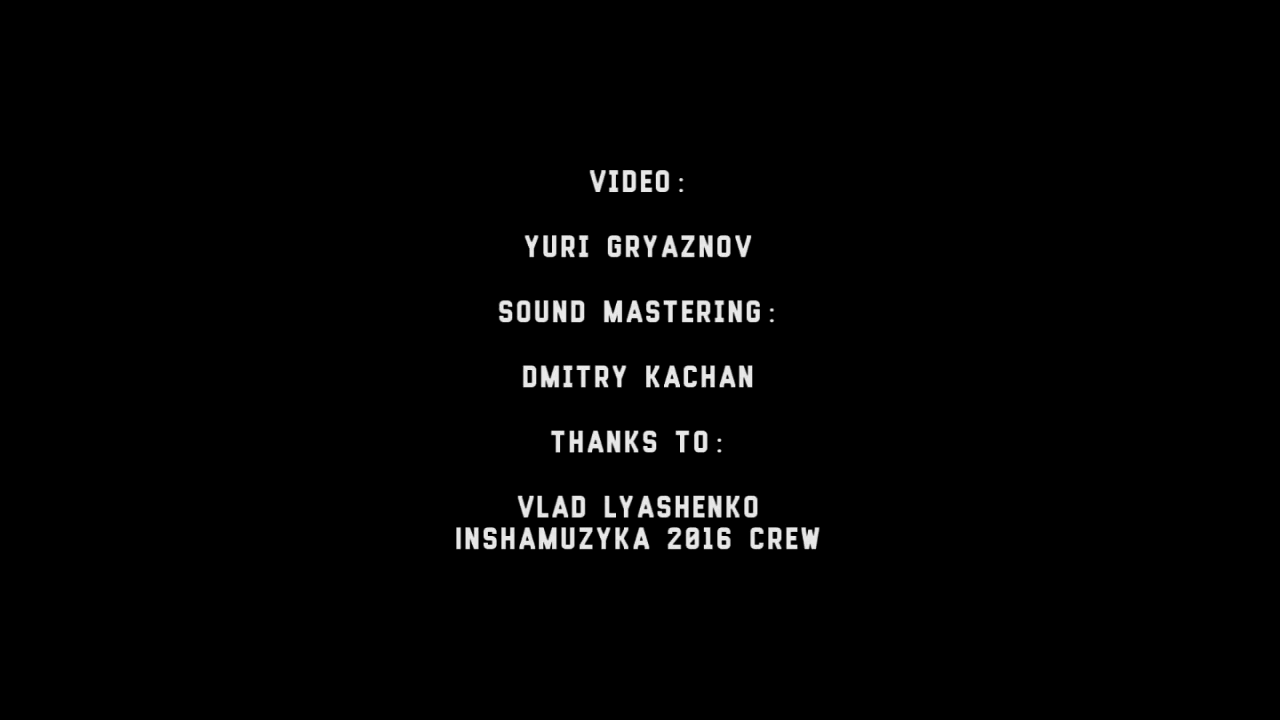 VIDEO:
YURI GRYAZNOV
SOUND MASTERING:
DMITRY KACHAN
THANKS TO:
VLAD LYASHENKO
INSHAMUZYKA 2016 CREW